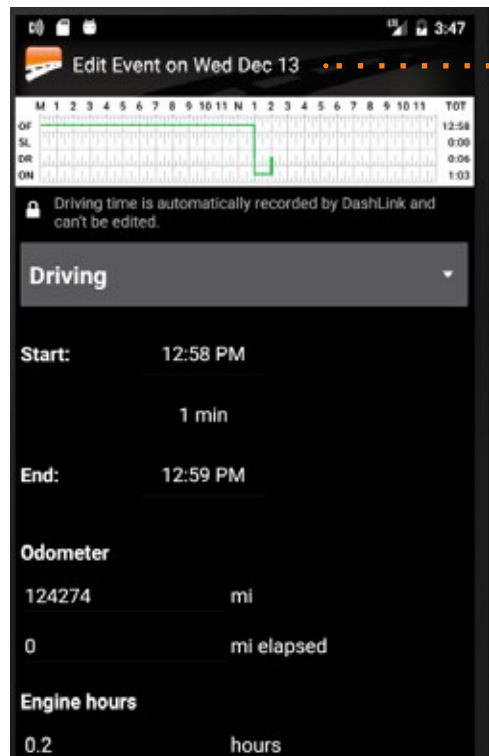 3:47
Edit Event on Wed Dec 13
M 1 2 3 4 5 6 7 8 9 10 11 N 1 2 3 4 5 6 7 8 9 10 11 TOT
OF 12:58
SL 0:00
DR 0:06
ON 1:03
Driving time is automatically recorded by DashLink and
can't be edited.
Driving
Start: 12:58 PM
1 min
End: 12:59 PM
Odometer
124274 mi
0 mi elapsed
Engine hours
0.2 hours